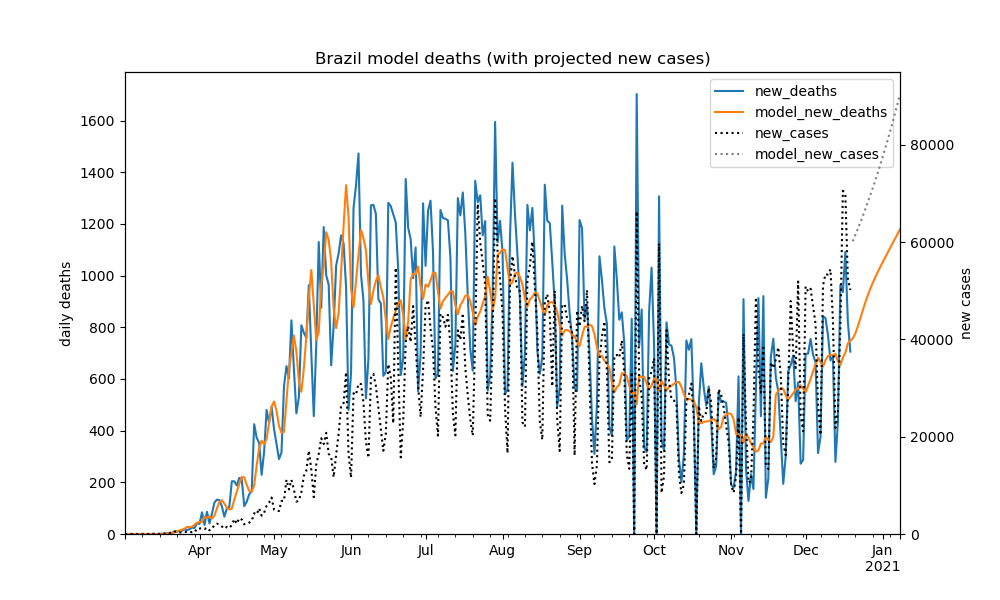 Brazil model deaths (with projected new cases)
new_deaths
model_new_deaths
new_cases
model_new_cases
daily deaths
1600
1400
1200
1000
800
600
400
200
0
new cases
80000
60000
40000
20000
0
Apr May Jun Jul Aug Sep Oct Nov Dec Jan
2021